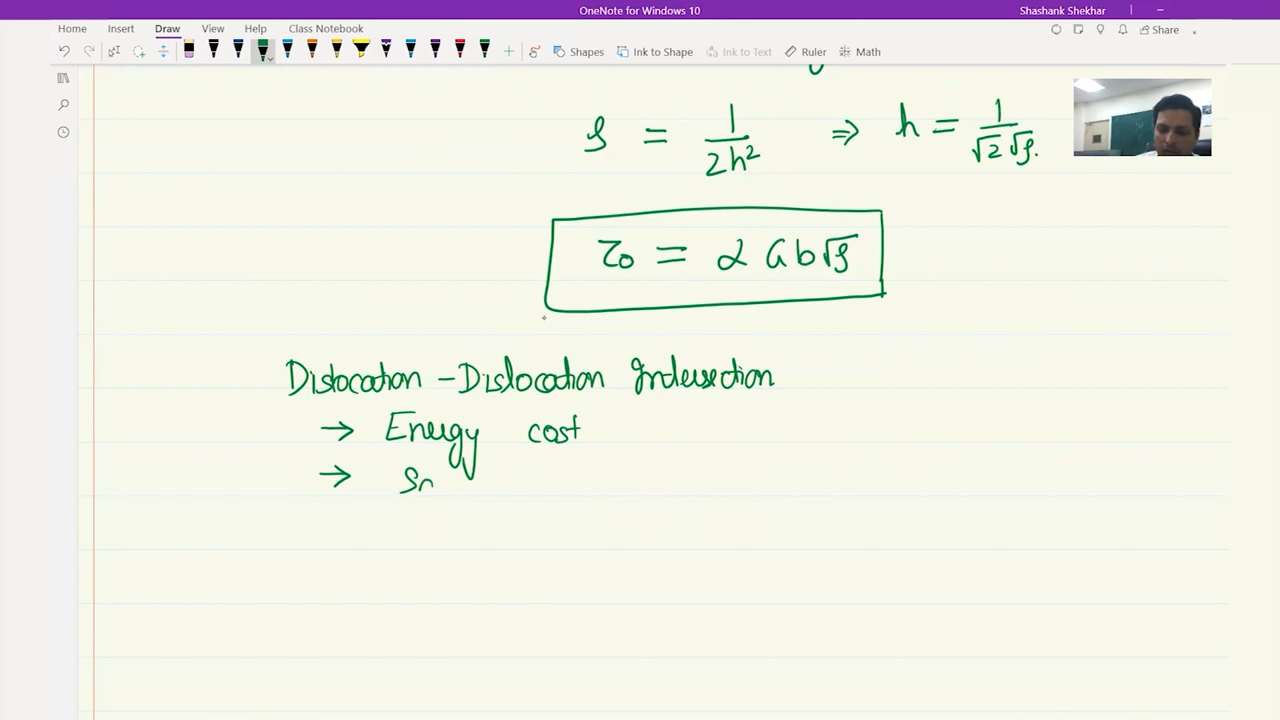 OneNote for Windows 10
Shashank Shekhar
Home Insert Draw View Help Class Notebook
Share
Shapes Ink to Shape Ink to Text Ruler Math
ρ = 1/2h² ⇒ h = 1/√2 √ρ.
τ₀ = α G b √ρ
Dislocation - Dislocation Intersection
→ Energy cost
→ Sn